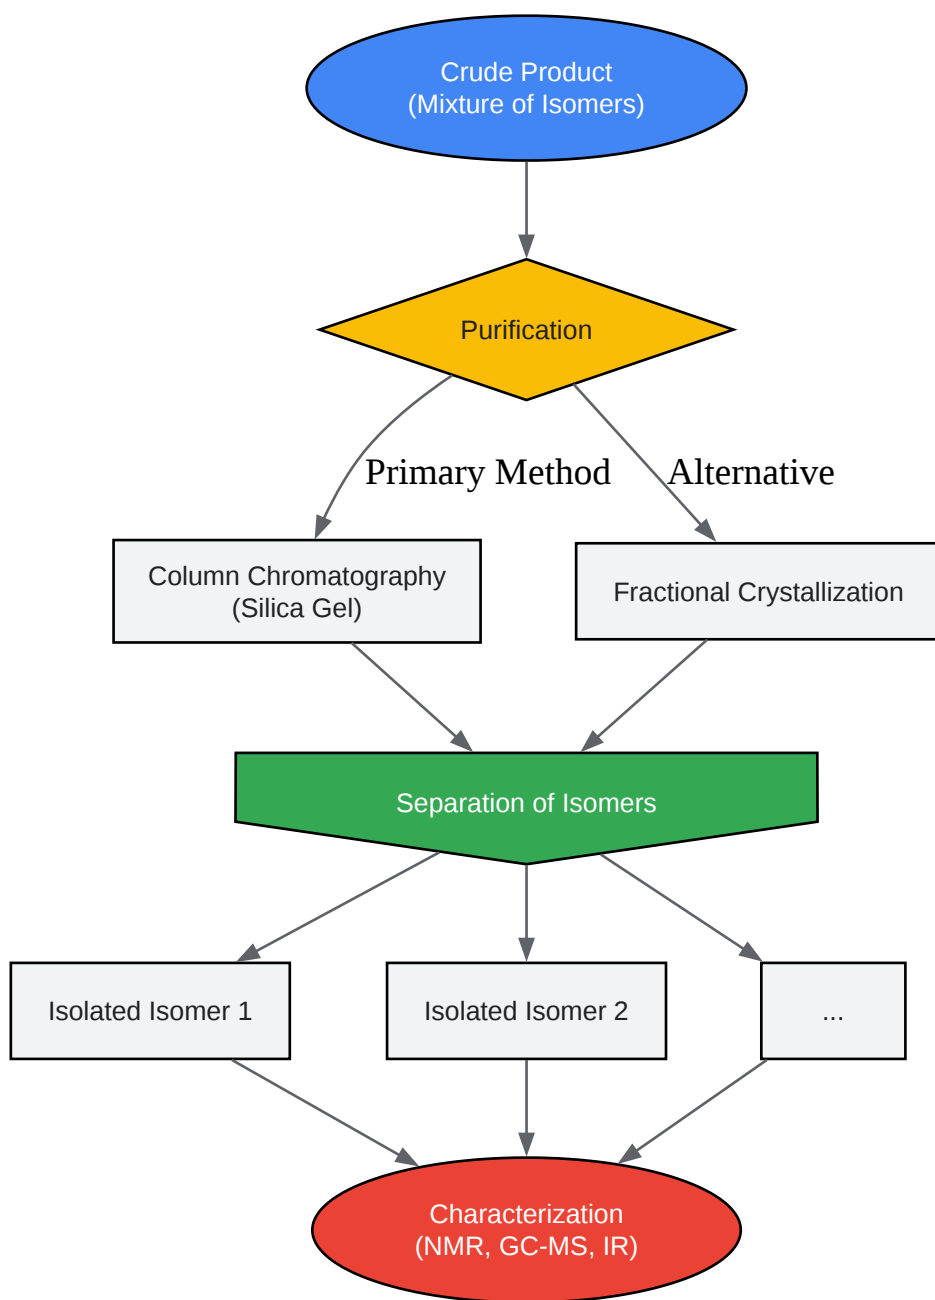 Crude Product
(Mixture of Isomers)
Purification
Primary Method
Alternative
Column Chromatography
(Silica Gel)
Fractional Crystallization
Separation of Isomers
Isolated Isomer 1
Isolated Isomer 2
...
Characterization
(NMR, GC-MS, IR)